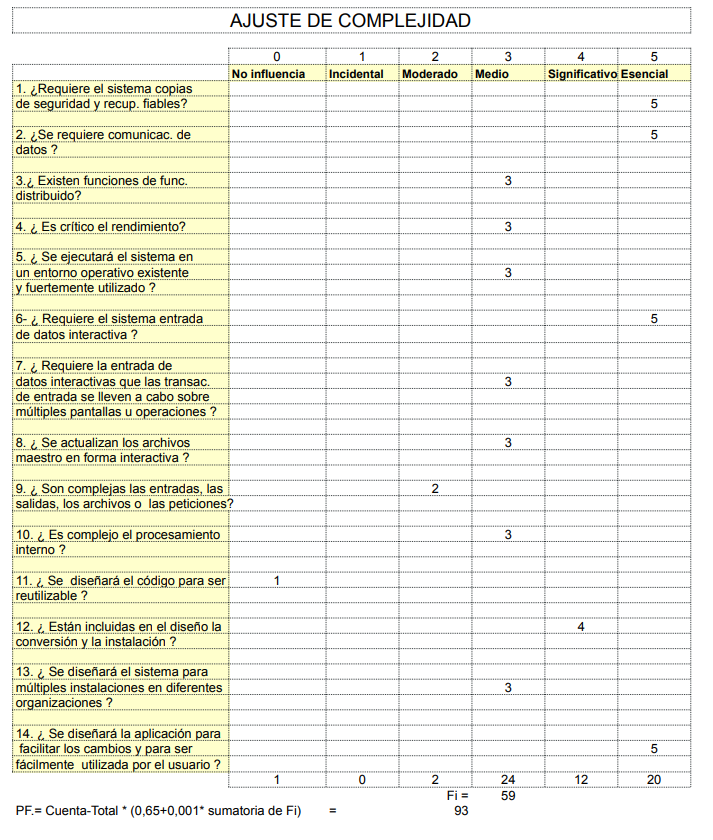 AJUSTE DE COMPLEJIDAD
0 1 2 3 4 5
No influencia Incidental Moderado Medio Significativo Esencial
1. ¿Requiere el sistema copias
de seguridad y recup. fiables? 5
2. ¿Se requiere comunicac. de 5
datos ?
3.¿ Existen funciones de func. 3
distribuido?
4. ¿ Es crítico el rendimiento? 3
5. ¿ Se ejecutará el sistema en
un entorno operativo existente 3
y fuertemente utilizado ?
6- ¿ Requiere el sistema entrada 5
de datos interactiva ?
7. ¿ Requiere la entrada de
datos interactivas que las transac. 3
de entrada se lleven a cabo sobre
múltiples pantallas u operaciones ?
8. ¿ Se actualizan los archivos 3
maestro en forma interactiva ?
9. ¿ Son complejas las entradas, las 2
salidas, los archivos o las peticiones?
10. ¿ Es complejo el procesamiento 3
interno ?
11. ¿ Se diseñará el código para ser 1
reutilizable ?
12. ¿ Están incluidas en el diseño la 4
conversión y la instalación ?
13. ¿ Se diseñará el sistema para
múltiples instalaciones en diferentes 3
organizaciones ?
14. ¿ Se diseñará la aplicación para
facilitar los cambios y para ser 5
fácilmente utilizada por el usuario ?
1 0 2 24 12 20
Fi = 59
PF.= Cuenta-Total * (0,65+0,001* sumatoria de Fi) = 93